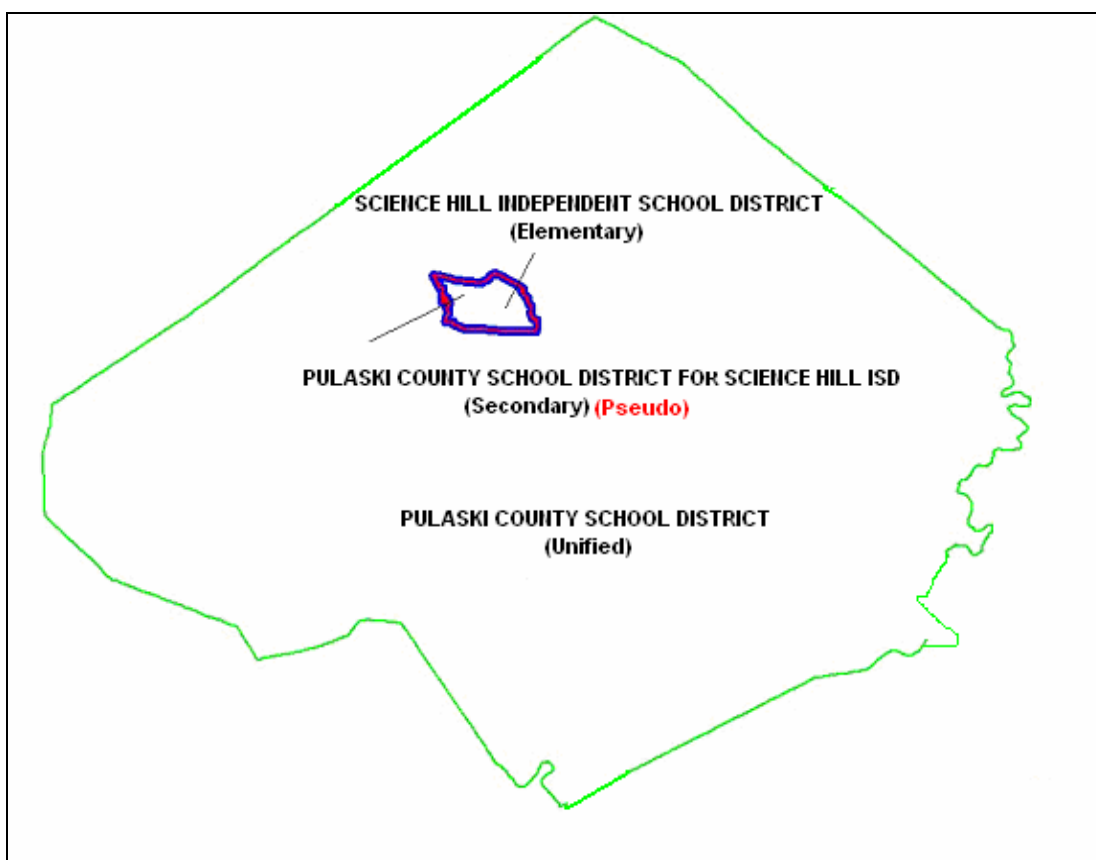 SCIENCE HILL INDEPENDENT SCHOOL DISTRICT
(Elementary)
PULASKI COUNTY SCHOOL DISTRICT FOR SCIENCE HILL ISD
(Secondary) (Pseudo)
PULASKI COUNTY SCHOOL DISTRICT
(Unified)